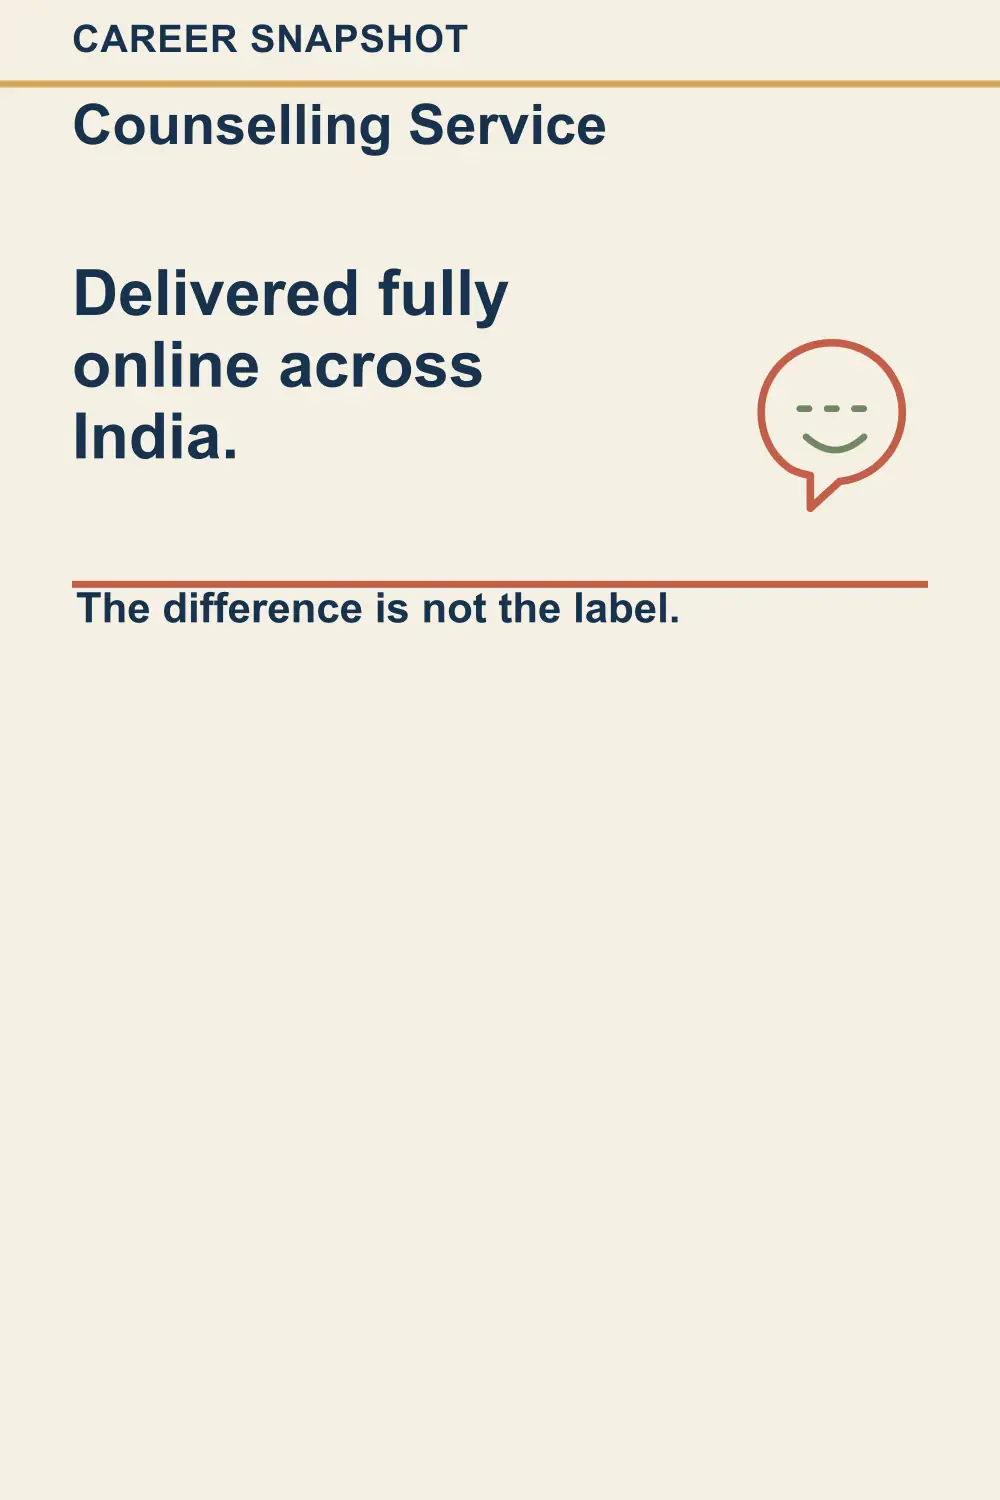 CAREER SNAPSHOT
Counselling Service
Delivered fully
online across
India.
The difference is not the label.